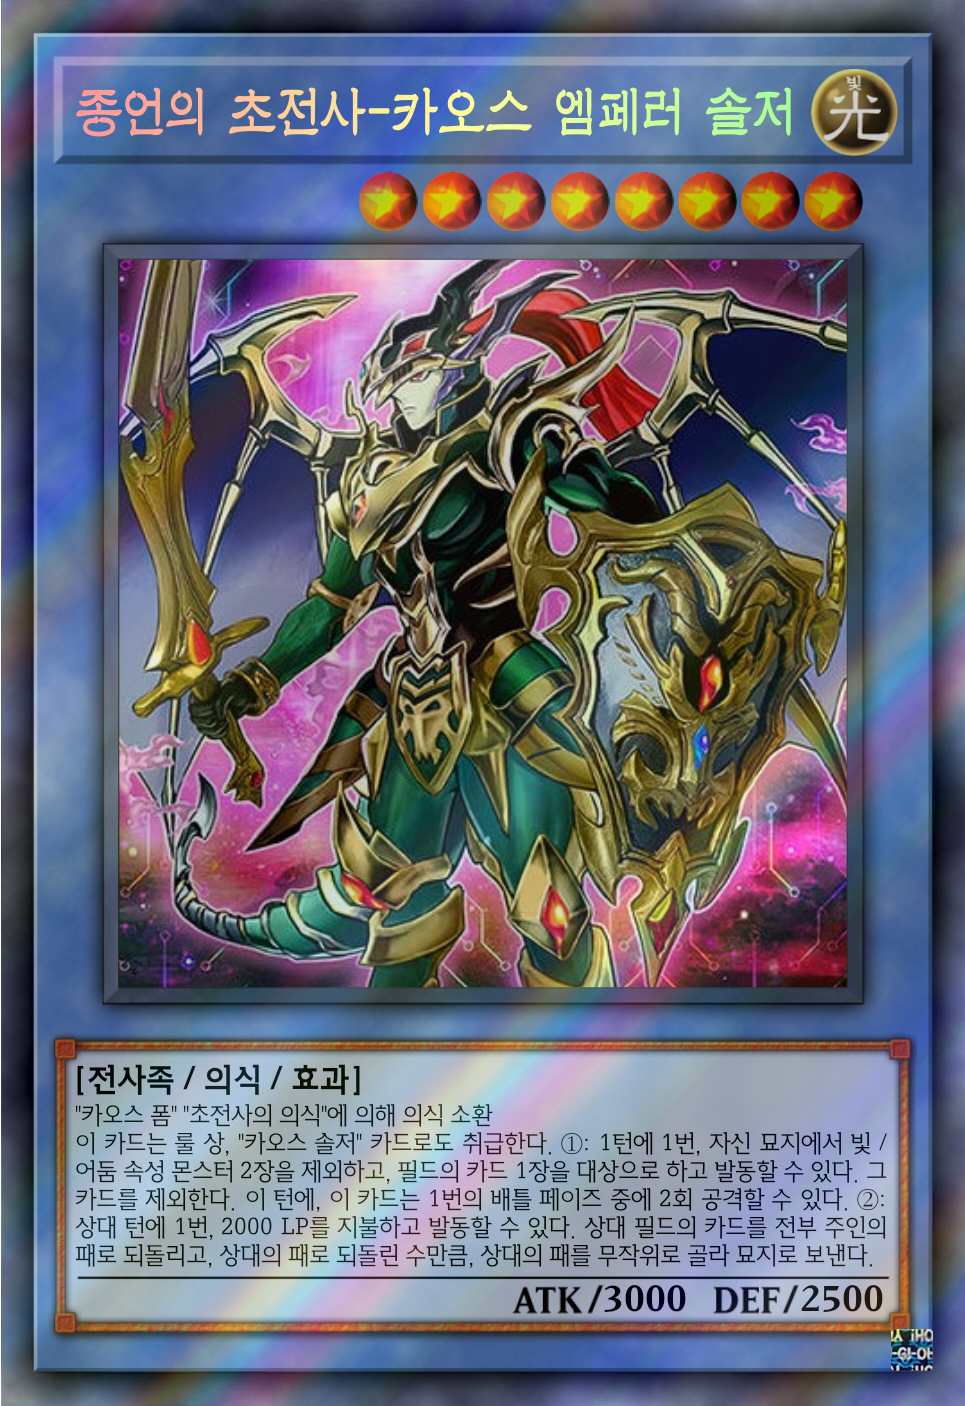 종언의 초전사-카오스 엠페러 솔저
빛
光
[전사족 / 의식 / 효과]
"카오스 폼" "초전사의 의식"에 의해 의식 소환
이 카드는 룰 상, "카오스 솔저" 카드로도 취급한다. ①: 1턴에 1번, 자신 묘지에서 빛 /
어둠 속성 몬스터 2장을 제외하고, 필드의 카드 1장을 대상으로 하고 발동할 수 있다. 그
카드를 제외한다. 이 턴에, 이 카드는 1번의 배틀 페이즈 중에 2회 공격할 수 있다. ②:
상대 턴에 1번, 2000 LP를 지불하고 발동할 수 있다. 상대 필드의 카드를 전부 주인의
패로 되돌리고, 상대의 패로 되돌린 수만큼, 상대의 패를 무작위로 골라 묘지로 보낸다.
ATK/3000 DEF/2500